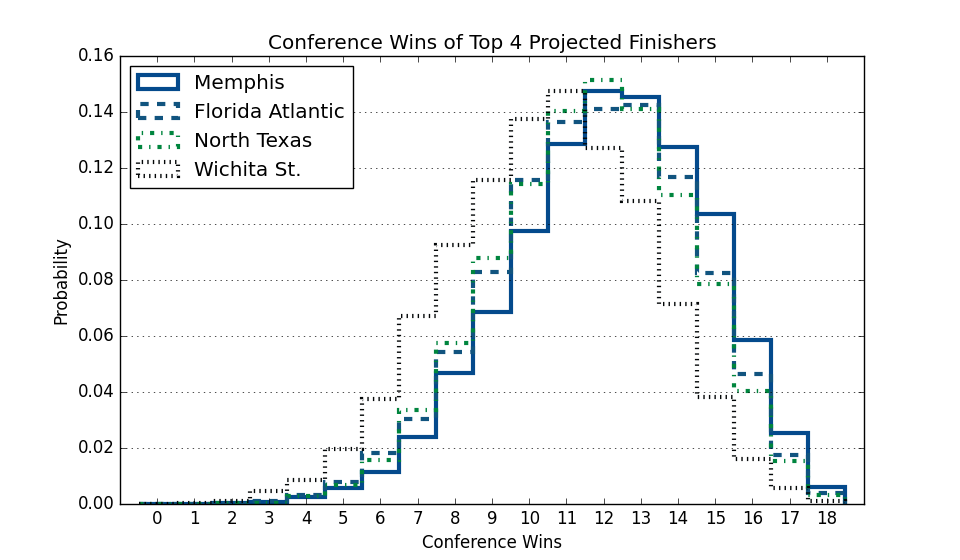 Conference Wins of Top 4 Projected Finishers
0.16
0.14
0.12
0.10
0.08
0.06
0.04
0.02
0.00
Probability
Memphis
Florida Atlantic
North Texas
Wichita St.
0 1 2 3 4 5 6 7 8 9 10 11 12 13 14 15 16 17 18
Conference Wins